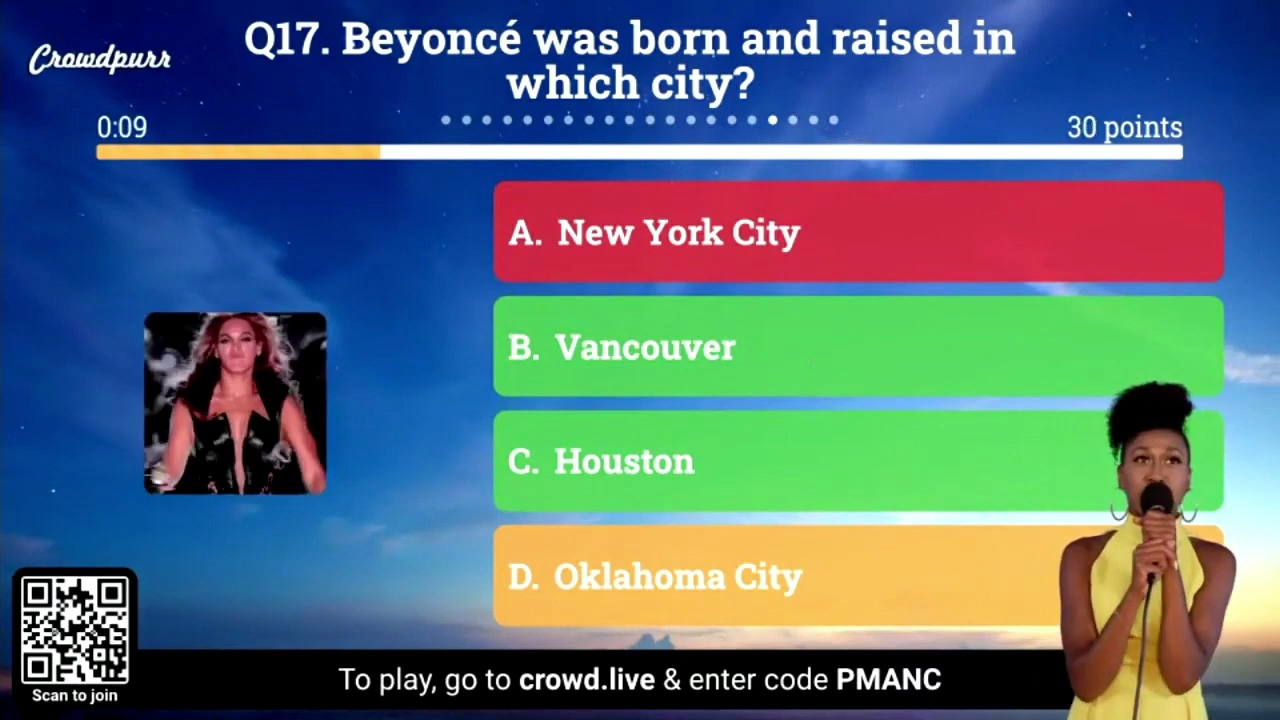 Crowdpurr
Q17. Beyoncé was born and raised in
which city?
0:09
30 points
A. New York City
B. Vancouver
C. Houston
D. Oklahoma City
Scan to join
To play, go to crowd.live & enter code PMANC